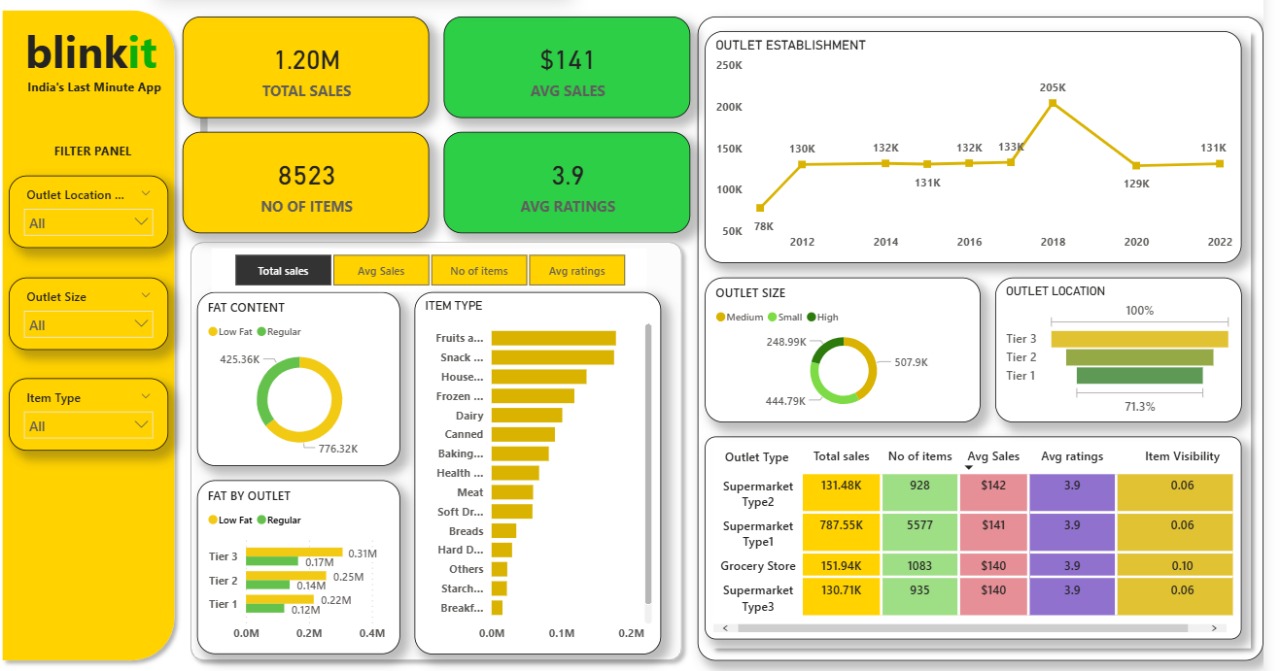 blinkit
India's Last Minute App
FILTER PANEL
Outlet Location ...
All
Outlet Size
All
Item Type
All
1.20M
TOTAL SALES
$141
AVG SALES
8523
NO OF ITEMS
3.9
AVG RATINGS
Total sales Avg Sales No of items Avg ratings
FAT CONTENT
Low Fat Regular
425.36K
776.32K
FAT BY OUTLET
Low Fat Regular
Tier 3 0.31M
0.17M
Tier 2 0.25M
0.14M
Tier 1 0.22M
0.12M
0.0M 0.2M 0.4M
ITEM TYPE
Fruits a...
Snack ...
House...
Frozen ...
Dairy
Canned
Baking...
Health ...
Meat
Soft Dr...
Breads
Hard D...
Others
Starch...
Breakf...
0.0M 0.1M 0.2M
OUTLET ESTABLISHMENT
250K
200K
150K
100K
50K
78K 130K 132K 131K 132K 133K 205K 129K 131K
2012 2014 2016 2018 2020 2022
OUTLET SIZE
Medium Small High
248.99K
507.9K
444.79K
OUTLET LOCATION
100%
Tier 3
Tier 2
Tier 1
71.3%
Outlet Type Total sales No of items Avg Sales Avg ratings Item Visibility
Supermarket Type2 131.48K 928 $142 3.9 0.06
Supermarket Type1 787.55K 5577 $141 3.9 0.06
Grocery Store 151.94K 1083 $140 3.9 0.10
Supermarket Type3 130.71K 935 $140 3.9 0.06